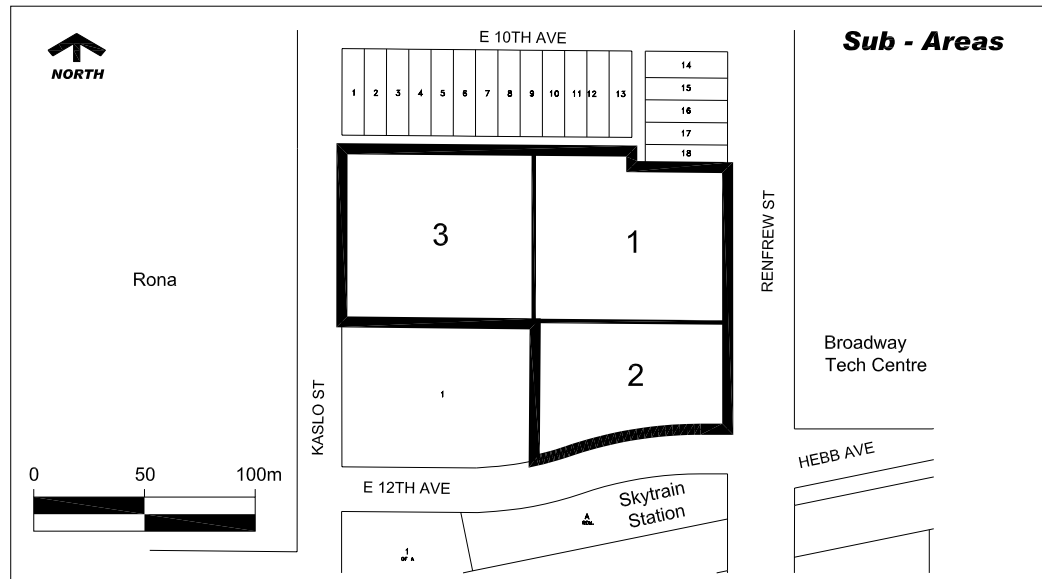 E 10TH AVE
Sub - Areas
NORTH
1 2 3 4 5 6 7 8 9 10 11 12 13
14
15
16
17
18
3
1
RENFREW ST
Rona
Broadway
Tech Centre
2
1
KASLO ST
0 50 100m
E 12TH AVE
HEBB AVE
Skytrain
Station
A
1
OF A